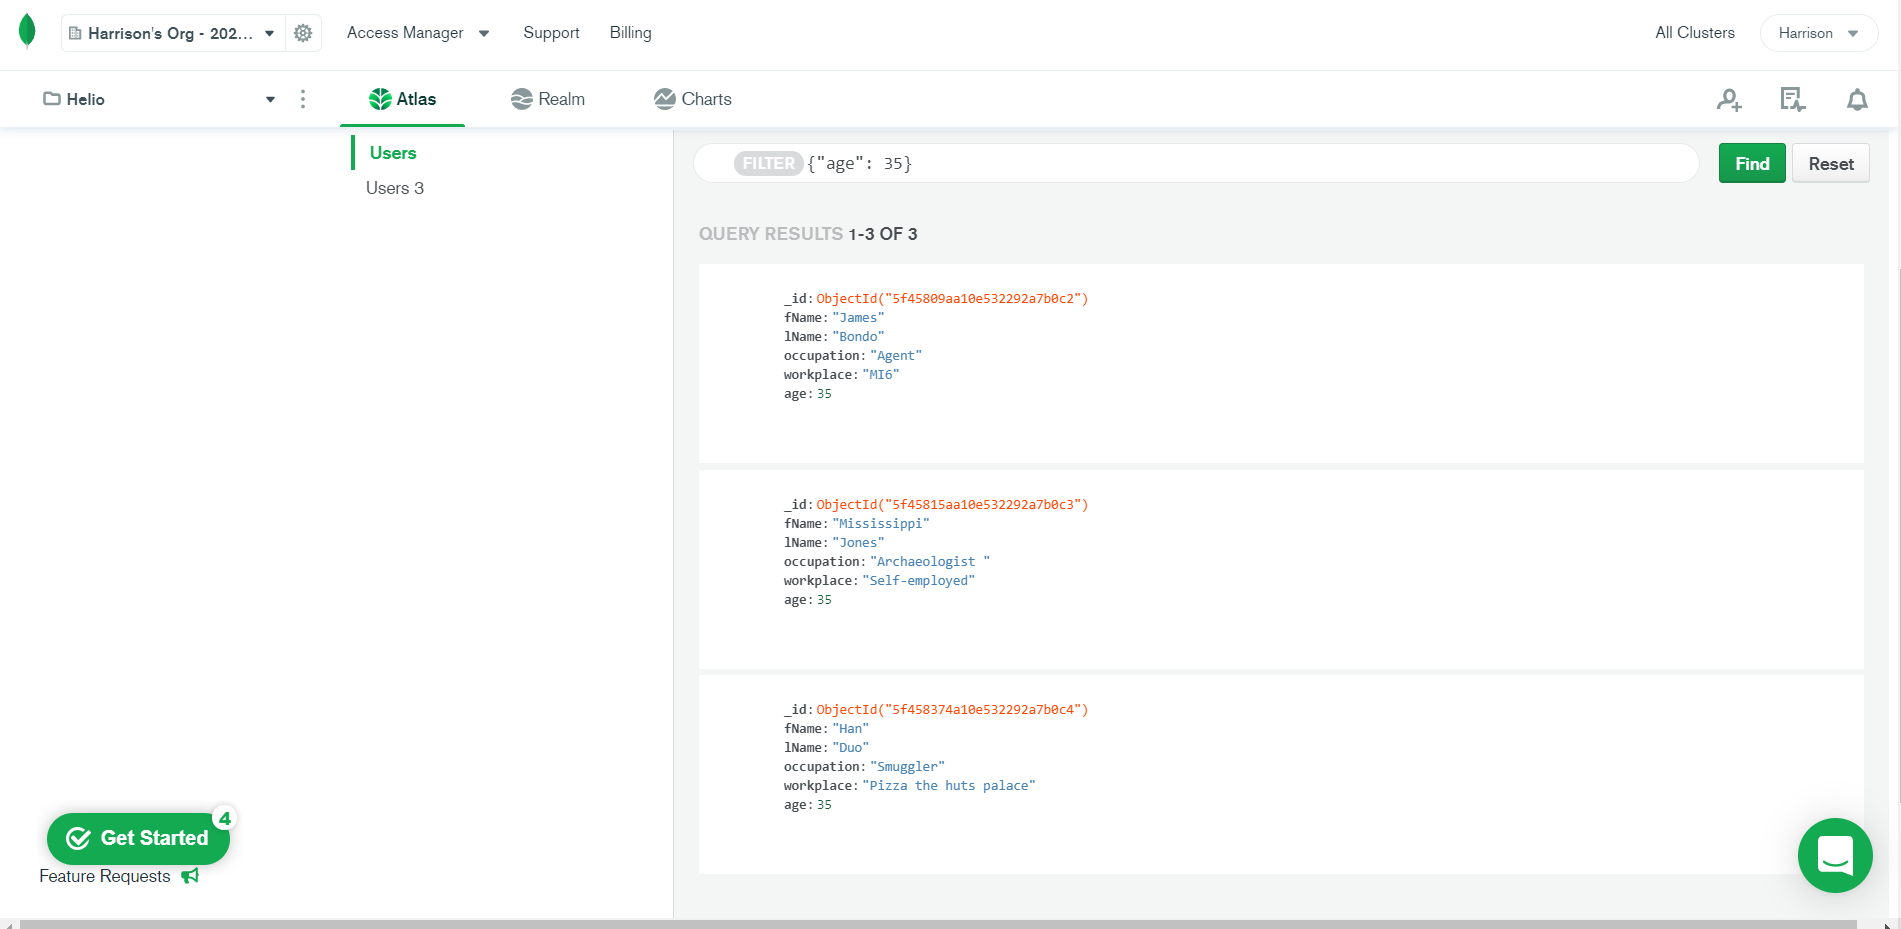 Harrison's Org - 202...
Access Manager
Support
Billing
All Clusters
Harrison
Helio
Atlas
Realm
Charts
Users
Users 3
FILTER {"age": 35}
Find
Reset
QUERY RESULTS 1-3 OF 3
_id: ObjectId("5f45809aa10e532292a7b0c2")
fName: "James"
lName: "Bondo"
occupation: "Agent"
workplace: "MI6"
age: 35
_id: ObjectId("5f45815aa10e532292a7b0c3")
fName: "Mississippi"
lName: "Jones"
occupation: "Archaeologist "
workplace: "Self-employed"
age: 35
_id: ObjectId("5f458374a10e532292a7b0c4")
fName: "Han"
lName: "Duo"
occupation: "Smuggler"
workplace: "Pizza the huts palace"
age: 35
4
Get Started
Feature Requests